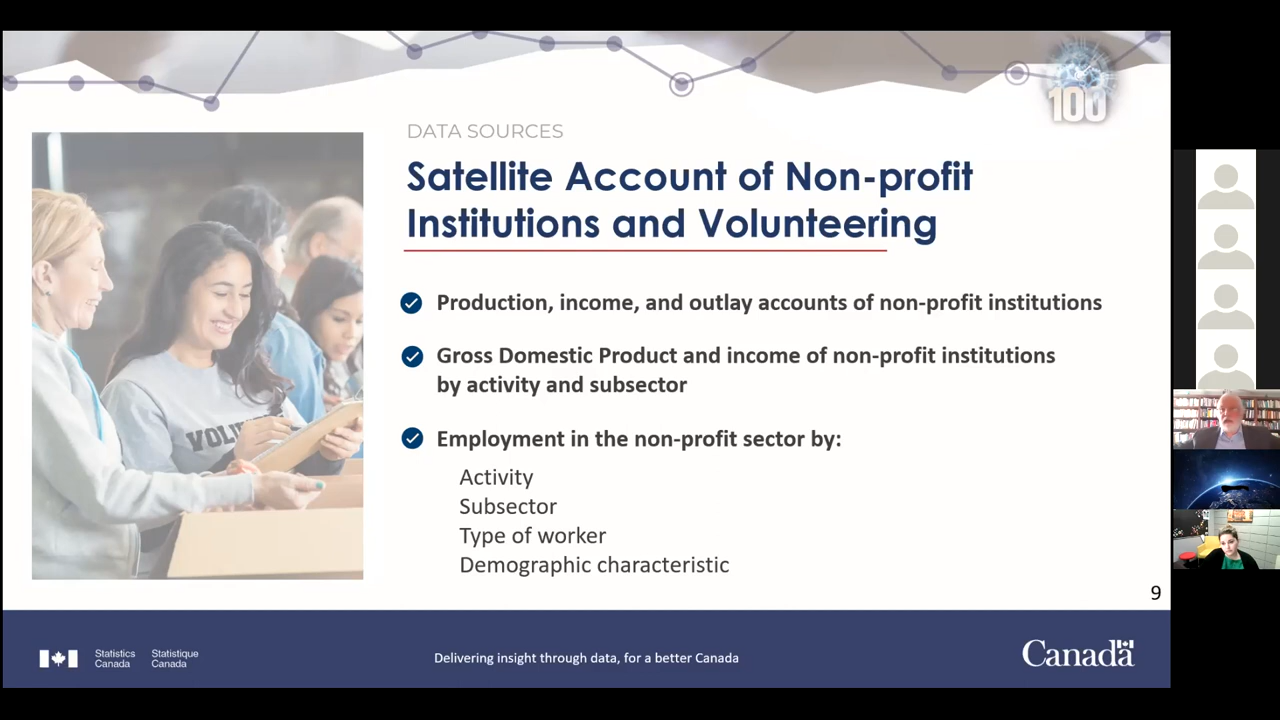 100
DATA SOURCES
Satellite Account of Non-profit
Institutions and Volunteering
Production, income, and outlay accounts of non-profit institutions
Gross Domestic Product and income of non-profit institutions
by activity and subsector
VOLUN
Employment in the non-profit sector by:
Activity
Subsector
Type of worker
Demographic characteristic
9
Statistics
Canada
Statistique
Canada
Delivering insight through data, for a better Canada
Canada